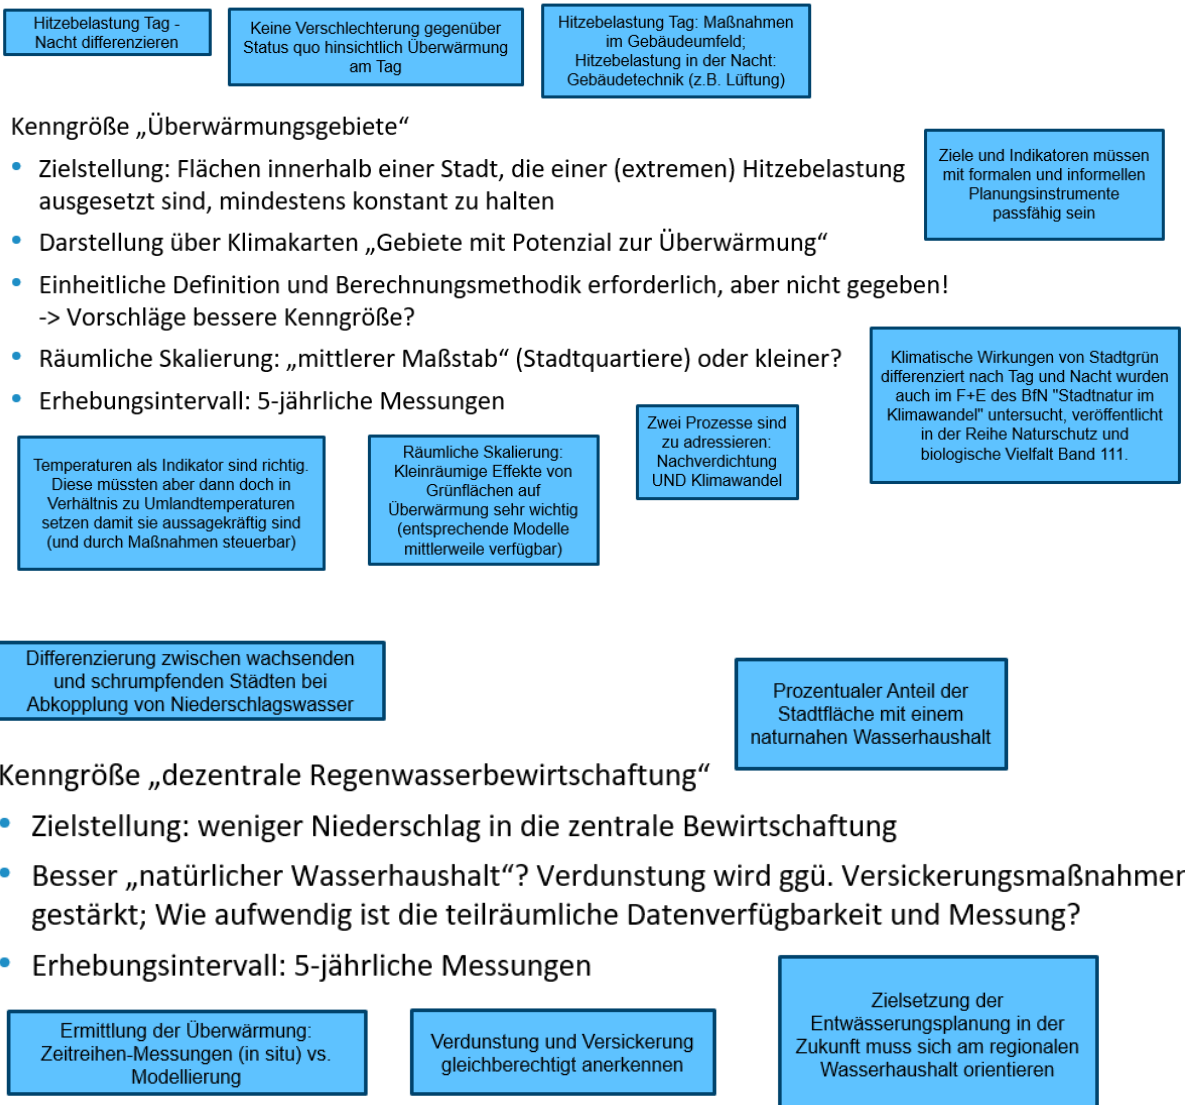 Hitzebelastung Tag -
Nacht differenzieren
Keine Verschlechterung gegenüber
Status quo hinsichtlich Überwärmung
am Tag
Hitzebelastung Tag: Maßnahmen
im Gebäudeumfeld;
Hitzebelastung in der Nacht:
Gebäudetechnik (z.B. Lüftung)
Kenngröße „Überwärmungsgebiete“
• Zielstellung: Flächen innerhalb einer Stadt, die einer (extremen) Hitzebelastung
ausgesetzt sind, mindestens konstant zu halten
• Darstellung über Klimakarten „Gebiete mit Potenzial zur Überwärmung“
• Einheitliche Definition und Berechnungsmethodik erforderlich, aber nicht gegeben!
-> Vorschläge bessere Kenngröße?
• Räumliche Skalierung: „mittlerer Maßstab“ (Stadtquartiere) oder kleiner?
• Erhebungsintervall: 5-jährliche Messungen
Ziele und Indikatoren müssen
mit formalen und informellen
Planungsinstrumente
passfähig sein
Klimatische Wirkungen von Stadtgrün
differenziert nach Tag und Nacht wurden
auch im F+E des BfN "Stadtnatur im
Klimawandel" untersucht, veröffentlicht
in der Reihe Naturschutz und
biologische Vielfalt Band 111.
Temperaturen als Indikator sind richtig.
Diese müssten aber dann doch in
Verhältnis zu Umlandtemperaturen
setzen damit sie aussagekräftig sind
(und durch Maßnahmen steuerbar)
Räumliche Skalierung:
Kleinräumige Effekte von
Grünflächen auf
Überwärmung sehr wichtig
(entsprechende Modelle
mittlerweile verfügbar)
Zwei Prozesse sind
zu adressieren:
Nachverdichtung
UND Klimawandel
Differenzierung zwischen wachsenden
und schrumpfenden Städten bei
Abkopplung von Niederschlagswasser
Prozentualer Anteil der
Stadtfläche mit einem
naturnahen Wasserhaushalt
Kenngröße „dezentrale Regenwasserbewirtschaftung“
• Zielstellung: weniger Niederschlag in die zentrale Bewirtschaftung
• Besser „natürlicher Wasserhaushalt“? Verdunstung wird ggü. Versickerungsmaßnahmen
gestärkt; Wie aufwendig ist die teilräumliche Datenverfügbarkeit und Messung?
• Erhebungsintervall: 5-jährliche Messungen
Ermittlung der Überwärmung:
Zeitreihen-Messungen (in situ) vs.
Modellierung
Verdunstung und Versickerung
gleichberechtigt anerkennen
Zielsetzung der
Entwässerungsplanung in der
Zukunft muss sich am regionalen
Wasserhaushalt orientieren